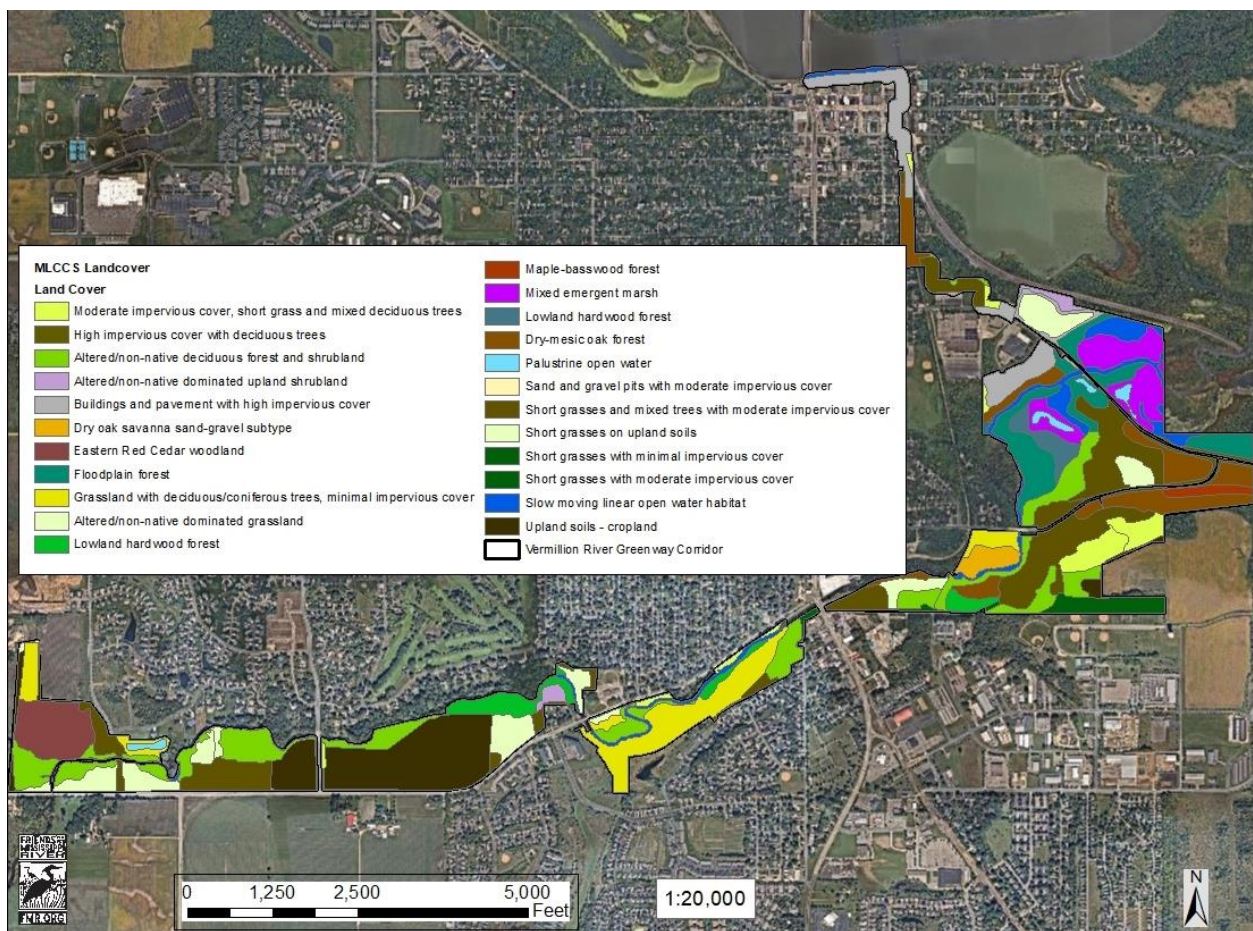 MLCCS Landcover
Land Cover
Moderate impervious cover, short grass and mixed deciduous trees
High impervious cover with deciduous trees
Altered/non-native deciduous forest and shrubland
Altered/non-native dominated upland shrubland
Buildings and pavement with high impervious cover
Dry oak savanna sand-gravel subtype
Eastern Red Cedar woodland
Floodplain forest
Grassland with deciduous/coniferous trees, minimal impervious cover
Altered/non-native dominated grassland
Lowland hardwood forest
Maple-basswood forest
Mixed emergent marsh
Lowland hardwood forest
Dry-mesic oak forest
Palustrine open water
Sand and gravel pits with moderate impervious cover
Short grasses and mixed trees with moderate impervious cover
Short grasses on upland soils
Short grasses with minimal impervious cover
Short grasses with moderate impervious cover
Slow moving linear open water habitat
Upland soils - cropland
Vermillion River Greenway Corridor
FRIENDS OF THE
MISSISSIPPI
RIVER
FMR.ORG
0 1,250 2,500 5,000
Feet
1:20,000
N